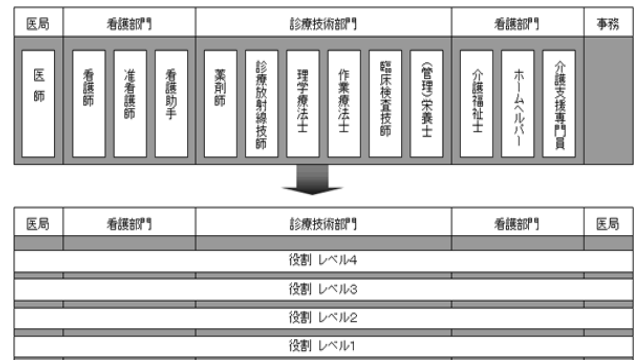 医局 看護部門 診療技術部門 看護部門 事務
医師
看護師
准看護師
看護助手
薬剤師
診療放射線技師
理学療法士
作業療法士
臨床検査技師
(管理)栄養士
介護福祉士
ホームヘルパー
介護支援専門員
医局 看護部門 診療技術部門 看護部門 医局
役割 レベル4
役割 レベル3
役割 レベル2
役割 レベル1